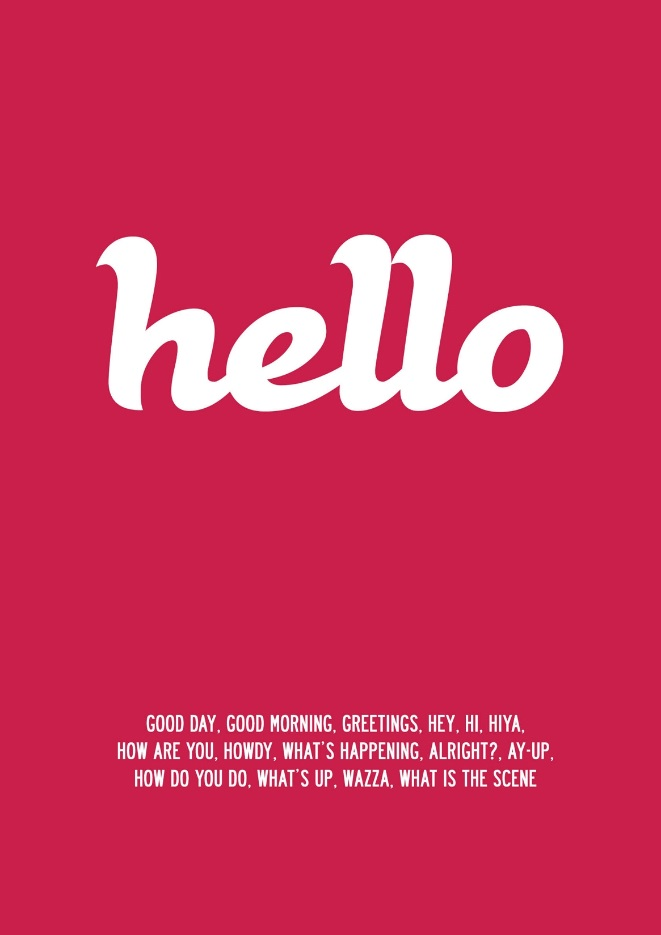 hello
GOOD DAY, GOOD MORNING, GREETINGS, HEY, HI, HIYA,
HOW ARE YOU, HOWDY, WHAT'S HAPPENING, ALRIGHT?, AY-UP,
HOW DO YOU DO, WHAT'S UP, WAZZA, WHAT IS THE SCENE